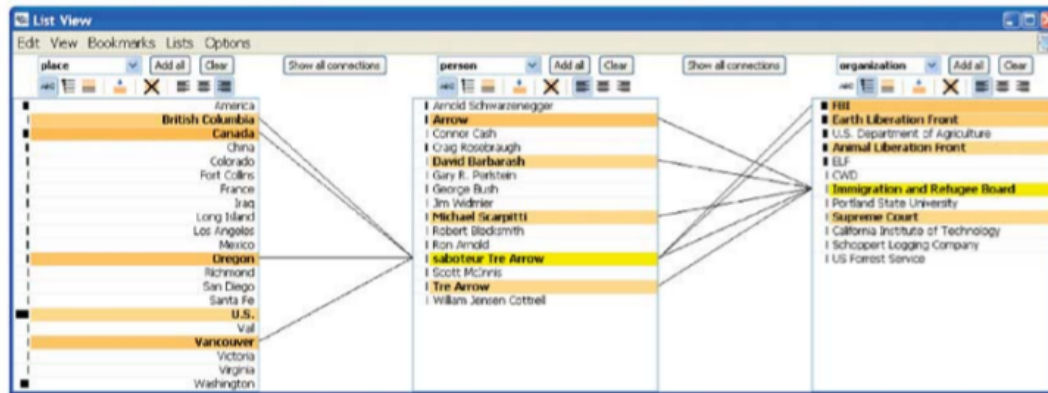 List View
Edit View Bookmarks Lists Options
place Add all Clear Show all connections person Add all Clear Show all connections organization Add all Clear
ABC ABC ABC
America
British Columbia
Canada
China
Colorado
Fort Collins
France
Iraq
Long Island
Los Angeles
Mexico
Oregon
Richmond
San Diego
Santa Fe
U.S.
Vail
Vancouver
Victoria
Virginia
Washington
Arnold Schwarzenegger
Arrow
Connor Cash
Craig Rosebraugh
David Barbarash
Gary R. Perlstein
George Bush
Jim Widmier
Michael Scarpitti
Robert Blocksmith
Ron Arnold
saboteur Tre Arrow
Scott McInnis
Tre Arrow
William Jensen Cottrell
FBI
Earth Liberation Front
U.S. Department of Agriculture
Animal Liberation Front
ELF
CWD
Immigration and Refugee Board
Portland State University
Supreme Court
California Institute of Technology
Schoppert Logging Company
US Forrest Service